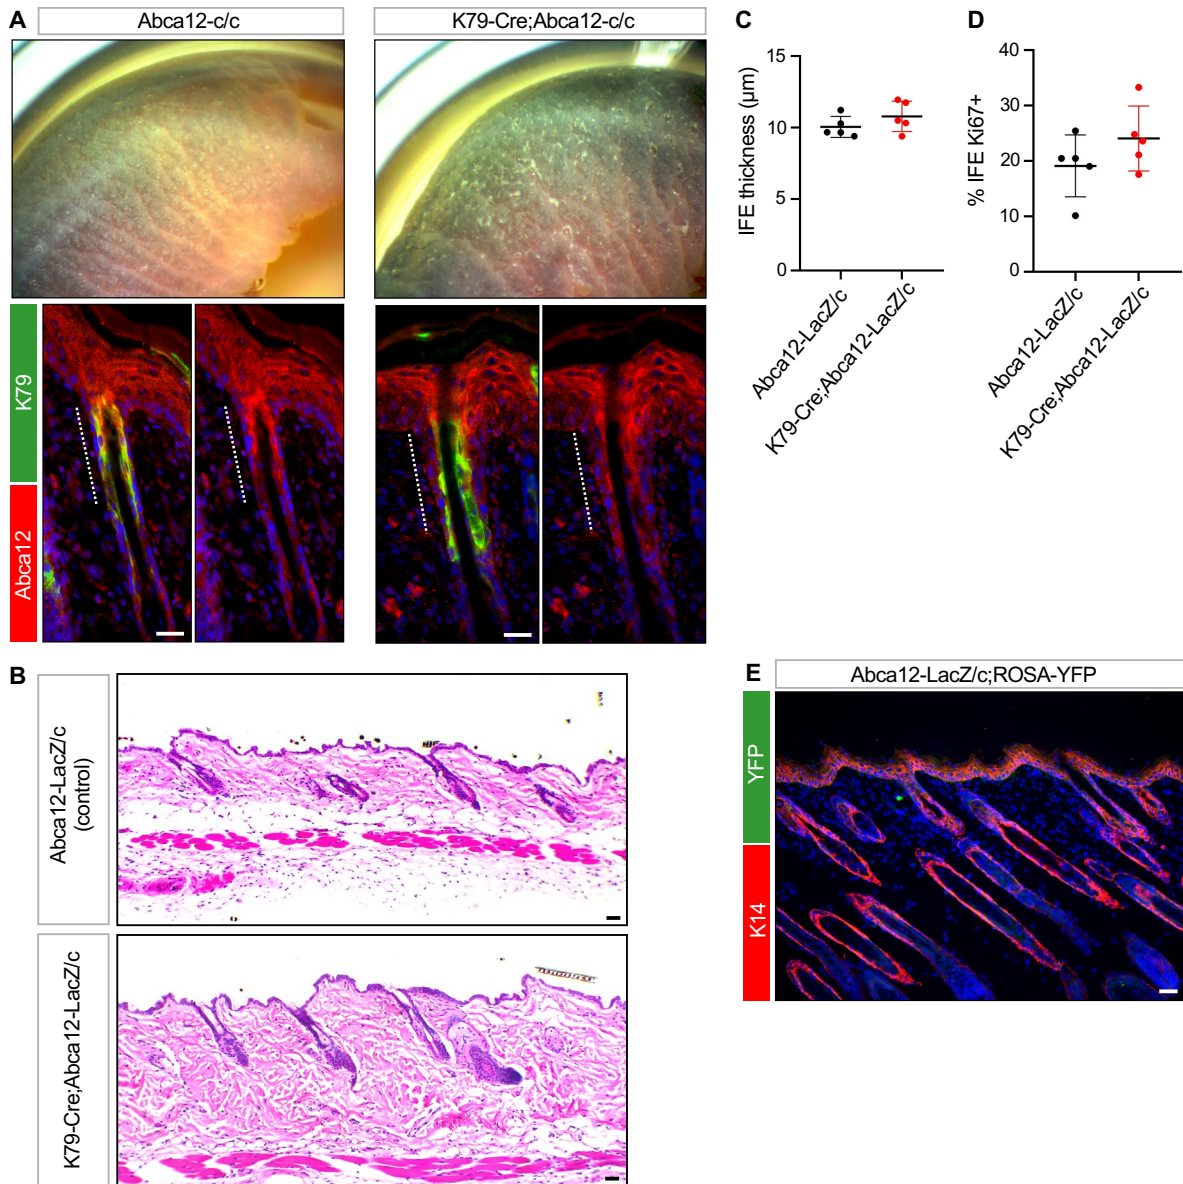 A
Abca12-c/c
K79-Cre;Abca12-c/c
K79
Abca12
B
Abca12-LacZ/c
(control)
K79-Cre;Abca12-LacZ/c
C
IFE thickness (µm)
15
10
5
0
Abca12-LacZ/c
K79-Cre;Abca12-LacZ/c
D
% IFE Ki67+
40
30
20
10
0
Abca12-LacZ/c
K79-Cre;Abca12-LacZ/c
E
Abca12-LacZ/c;ROSA-YFP
YFP
K14